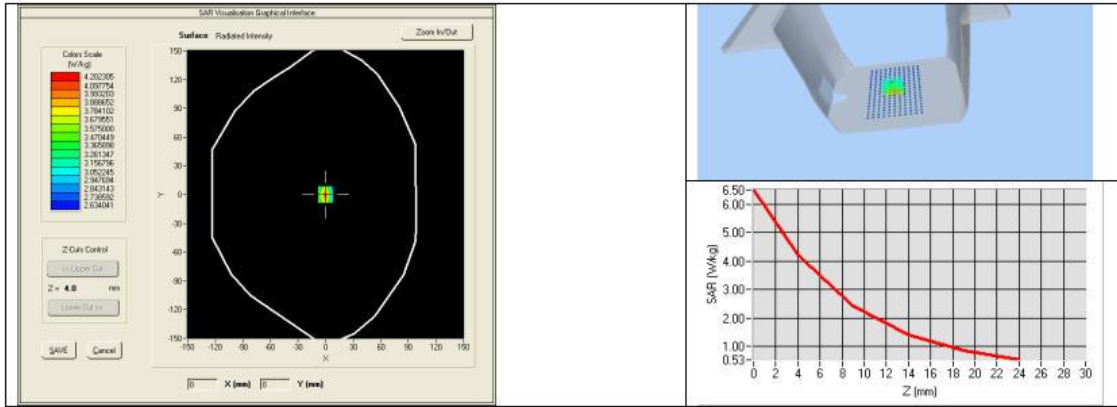 SAR Visualisation Graphical Interface
Surface Radiated Intensity
Zoom In/Out
Colors Scale
(W/kg)
4.202305
4.097754
3.993203
3.888652
3.784102
3.679551
3.575000
3.470449
3.365898
3.261347
3.156796
3.052245
2.947694
2.843143
2.738592
2.634041
Z-Cuts Control
<< Upper Cut
Z = 4.0 mm
Lower Cut >>
SAVE Cancel
Y
150
120
90
60
30
0
-30
-60
-90
-120
-150
-150 -120 -90 -60 -30 0 30 60 90 120 150
X
0 X (mm) 0 Y (mm)
SAR (W/kg)
6.50
6.00
5.00
4.00
3.00
2.00
1.00
0.53
0 2 4 6 8 10 12 14 16 18 20 22 24 26 28 30
Z (mm)